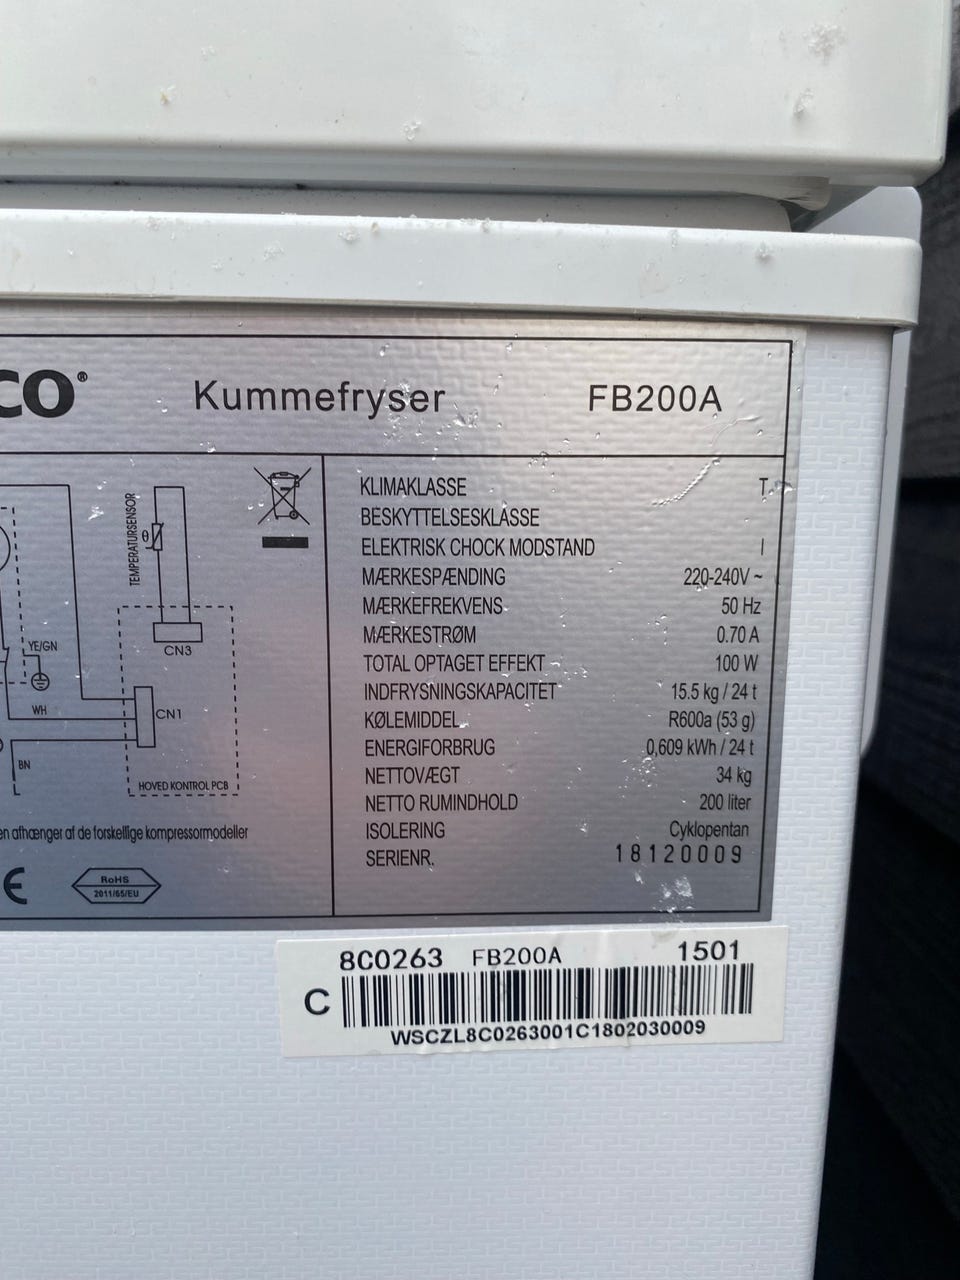 CO®
Kummefryser
FB200A
KLIMAKLASSE T
BESKYTTELSESKLASSE
ELEKTRISK CHOCK MODSTAND I
MÆRKESPÆNDING 220-240V ~
MÆRKEFREKVENS 50 Hz
MÆRKESTRØM 0.70 A
TOTAL OPTAGET EFFEKT 100 W
INDFRYSNINGSKAPACITET 15.5 kg / 24 t
KØLEMIDDEL R600a (53 g)
ENERGIFORBRUG 0,609 kWh / 24 t
NETTOVÆGT 34 kg
NETTO RUMINDHOLD 200 liter
ISOLERING Cyklopentan
SERIENR. 18120009
TEMPERATURSENSOR
θ
CN3
YE/GN
WH
CN1
BN
HOVED KONTROL PCB
en afhænger af de forskellige kompressormodeller
CE
RoHS
2011/65/EU
8C0263 FB200A 1501
C
WSCZL8C0263001C1802030009